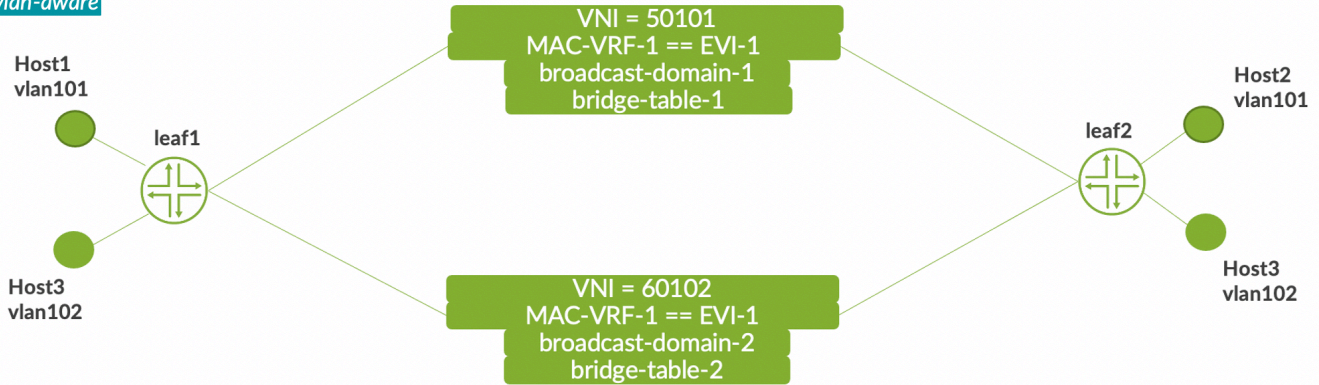 vlan-aware
VNI = 50101
MAC-VRF-1 == EVI-1
broadcast-domain-1
bridge-table-1
Host1
vlan101
Host2
vlan101
leaf1
leaf2
Host3
vlan102
Host3
vlan102
VNI = 60102
MAC-VRF-1 == EVI-1
broadcast-domain-2
bridge-table-2